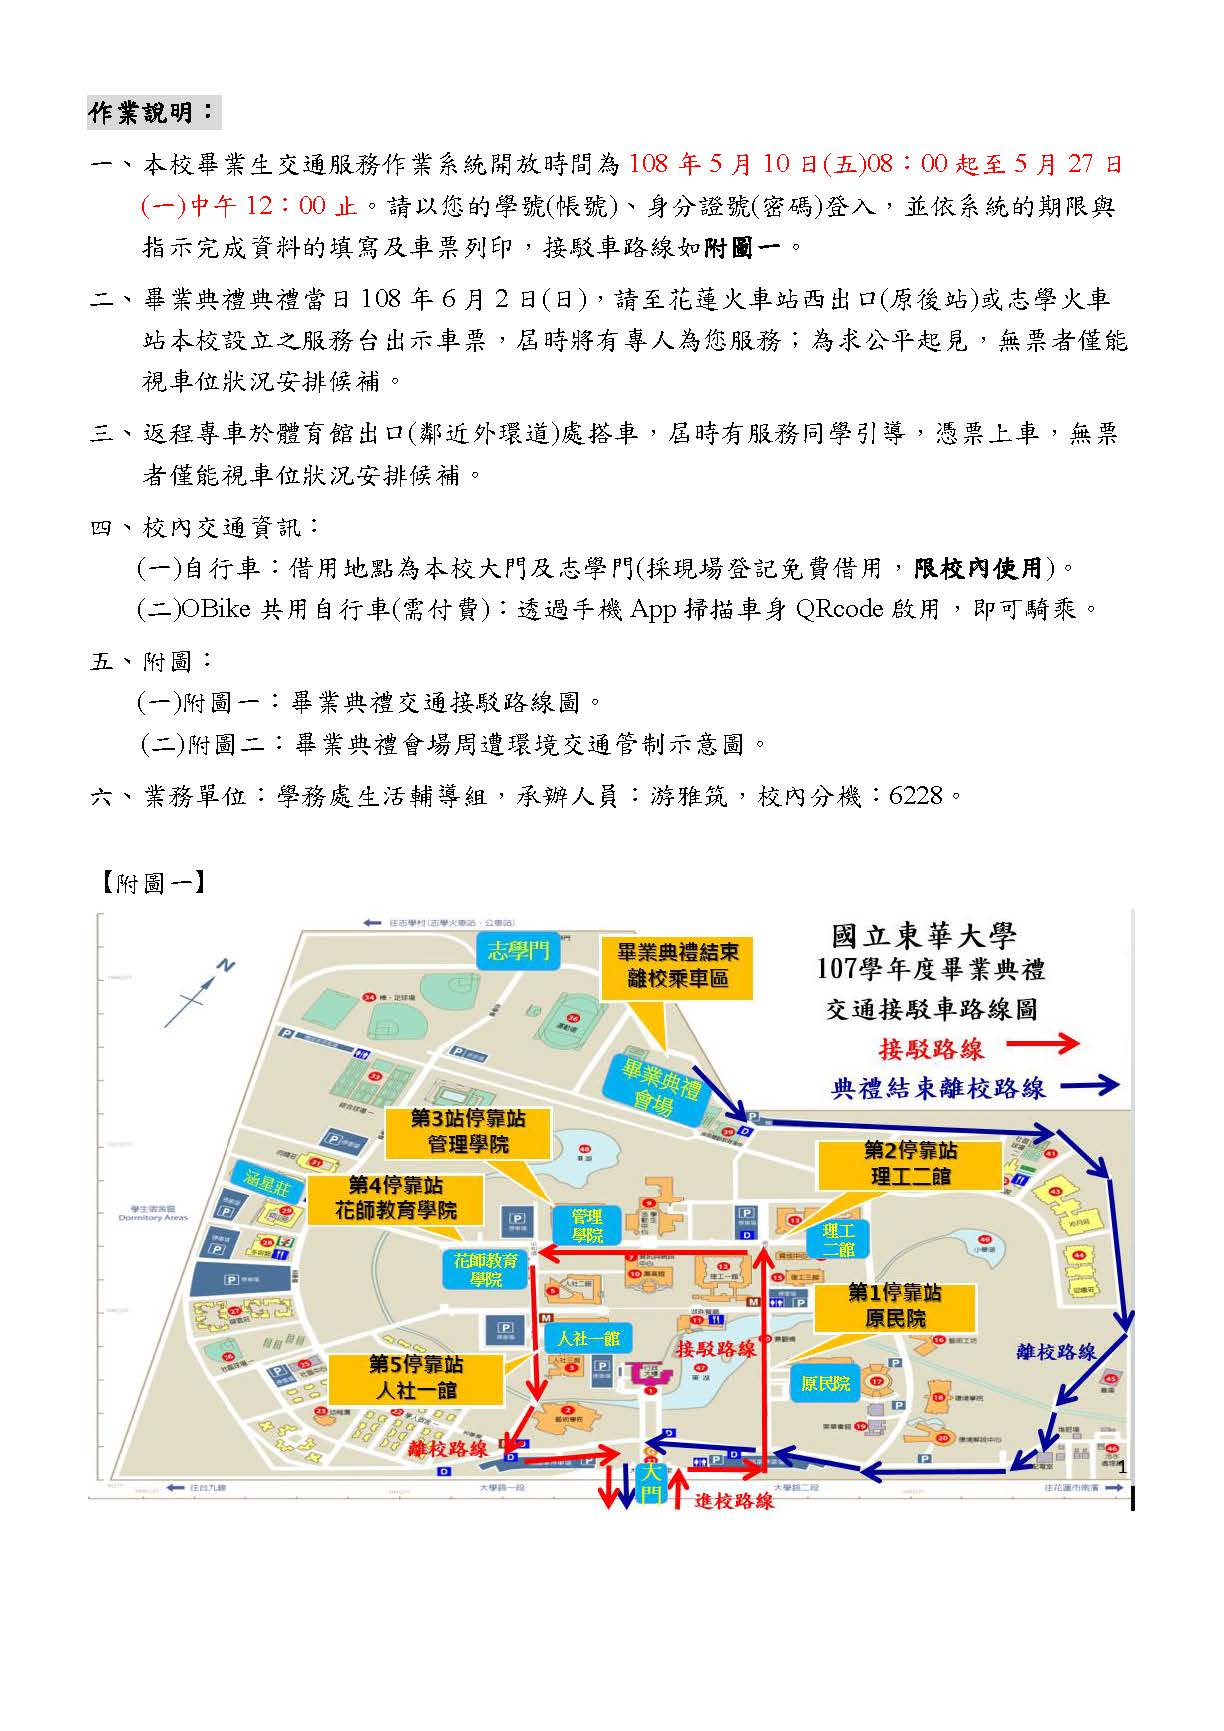 作業說明：
一、本校畢業生交通服務作業系統開放時間為 108 年 5 月 10 日(五)08：00 起至 5 月 27 日
(一)中午 12：00 止。請以您的學號(帳號)、身分證號(密碼)登入，並依系統的期限與
指示完成資料的填寫及車票列印，接駁車路線如附圖一。
二、畢業典禮典禮當日 108 年 6 月 2 日(日)，請至花蓮火車站西出口(原後站)或志學火車
站本校設立之服務台出示車票，屆時將有專人為您服務；為求公平起見，無票者僅能
視車位狀況安排候補。
三、返程專車於體育館出口(鄰近外環道)處搭車，屆時有服務同學引導，憑票上車，無票
者僅能視車位狀況安排候補。
四、校內交通資訊：
(一)自行車：借用地點為本校大門及志學門(採現場登記免費借用，限校內使用)。
(二)OBike 共用自行車(需付費)：透過手機 App 掃描車身 QRcode 啟用，即可騎乘。
五、附圖：
(一)附圖一：畢業典禮交通接駁路線圖。
(二)附圖二：畢業典禮會場周遭環境交通管制示意圖。
六、業務單位：學務處生活輔導組，承辦人員：游雅筑，校內分機：6228。
【附圖一】
往志學村(志學火車站、公車站)
國立東華大學
107學年度畢業典禮
交通接駁車路線圖
接駁路線
典禮結束離校路線
志學門
畢業典禮結束
離校乘車區
N
畢業典禮
會場
第3站停靠站
管理學院
第2停靠站
理工二館
第4停靠站
花師教育學院
涵星莊
學生宿舍區
Dormitory Areas
管理
學院
理工
二館
花師教育
學院
第1停靠站
原民院
人社一館
接駁路線
離校路線
第5停靠站
人社一館
原民院
離校路線
大門
進校路線
往台九線
大學路一段
大學路二段
往花蓮市南濱
1